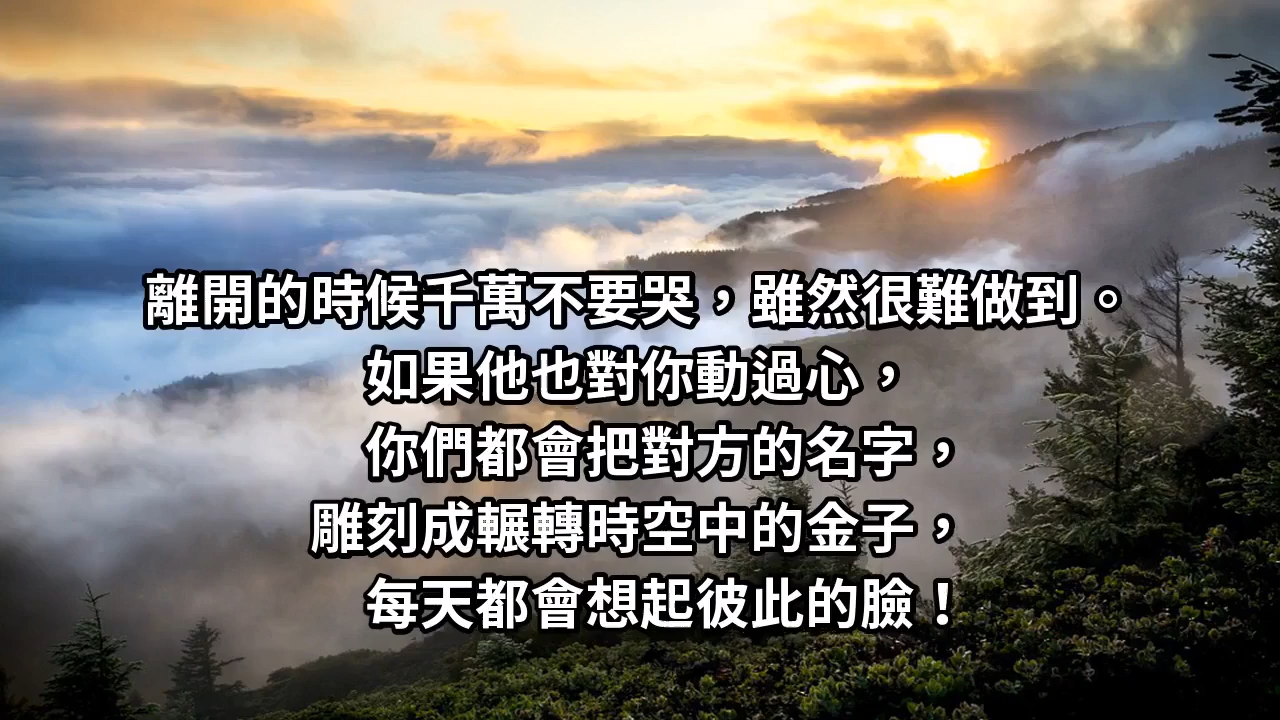 離開的時候千萬不要哭，雖然很難做到。
如果他也對你動過心，
你們都會把對方的名字，
雕刻成輾轉時空中的金子，
每天都會想起彼此的臉！